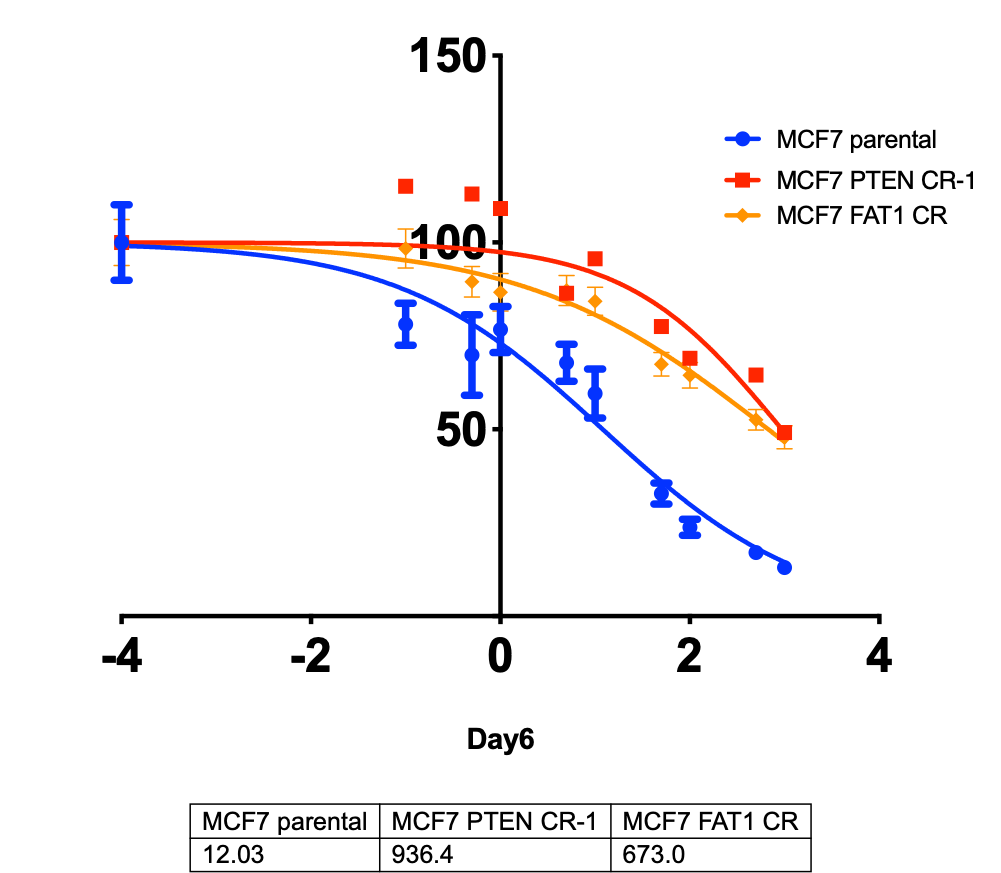 150
MCF7 parental
MCF7 PTEN CR-1
MCF7 FAT1 CR
100
50
-4 -2 0 2 4
Day6
MCF7 parental MCF7 PTEN CR-1 MCF7 FAT1 CR
12.03 936.4 673.0